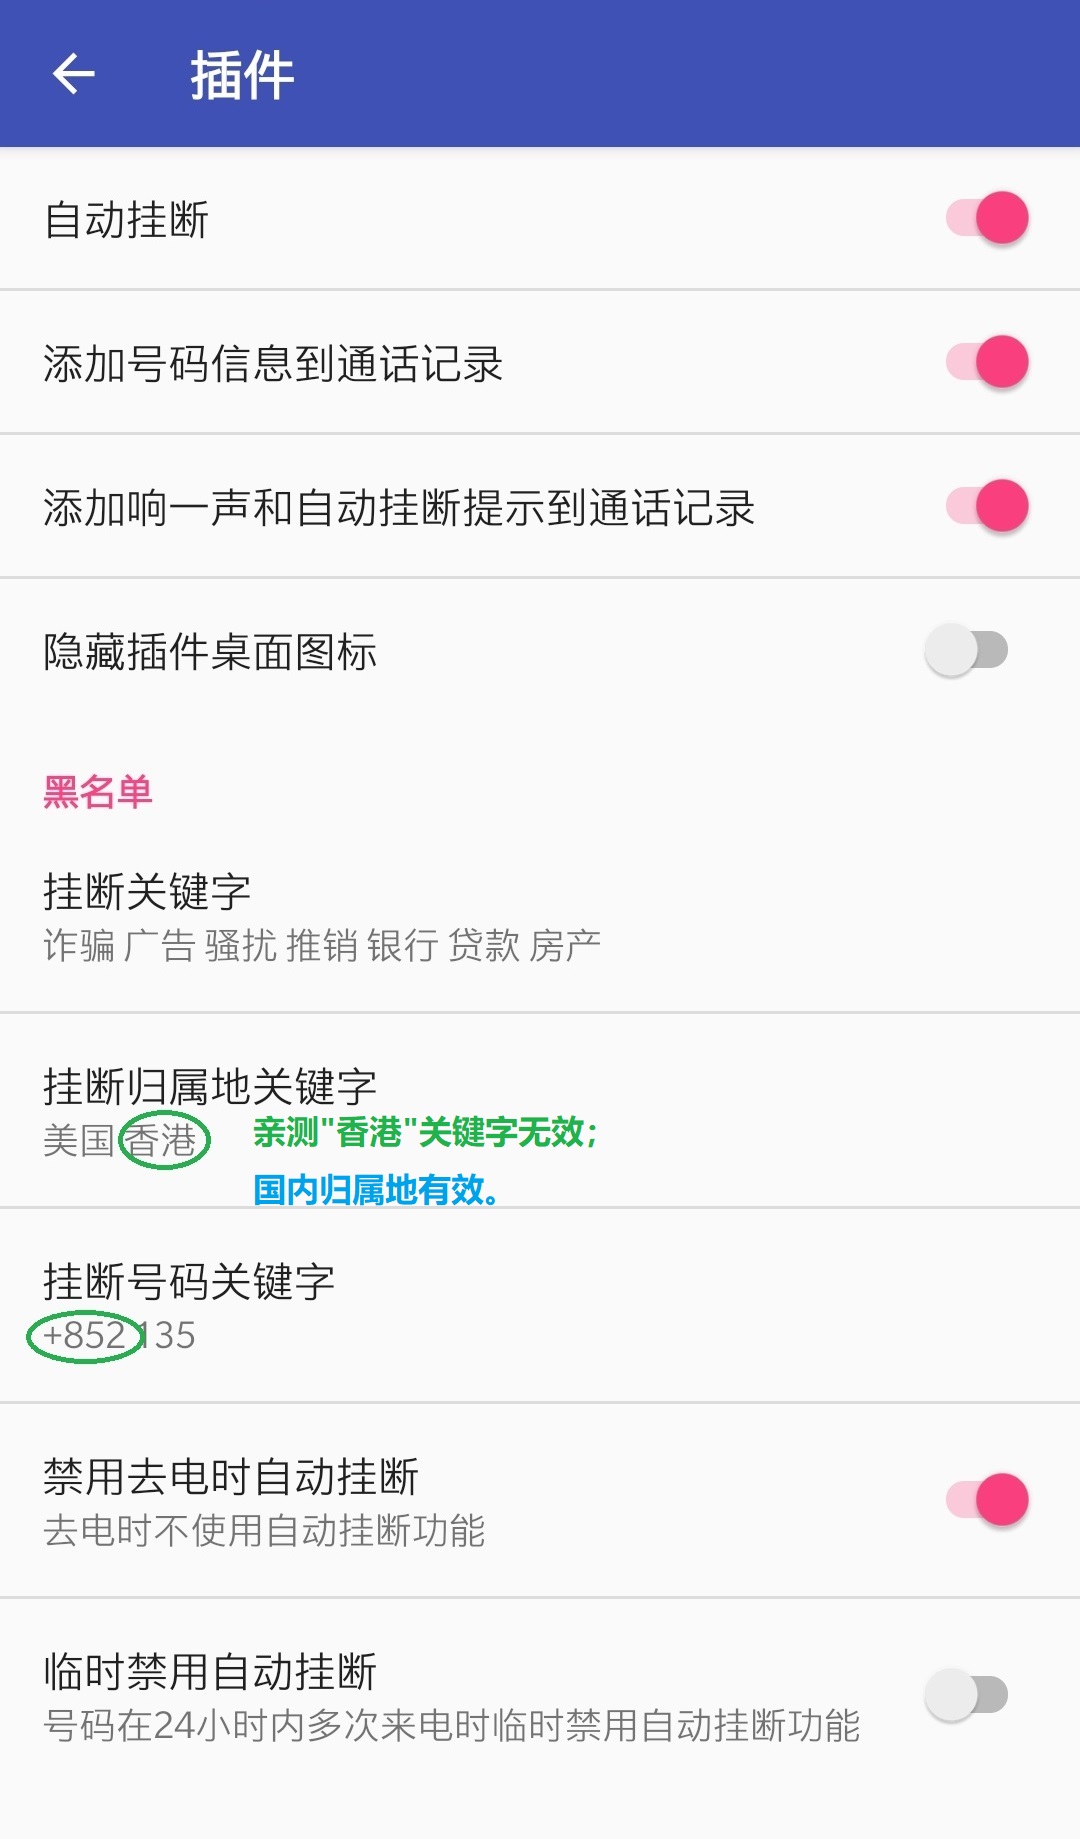 插件
自动挂断
添加号码信息到通话记录
添加响一声和自动挂断提示到通话记录
隐藏插件桌面图标
黑名单
挂断关键字
诈骗 广告 骚扰 推销 银行 贷款 房产
挂断归属地关键字
美国 香港
亲测"香港"关键字无效；
国内归属地有效。
挂断号码关键字
+852 135
禁用去电时自动挂断
去电时不使用自动挂断功能
临时禁用自动挂断
号码在24小时内多次来电时临时禁用自动挂断功能